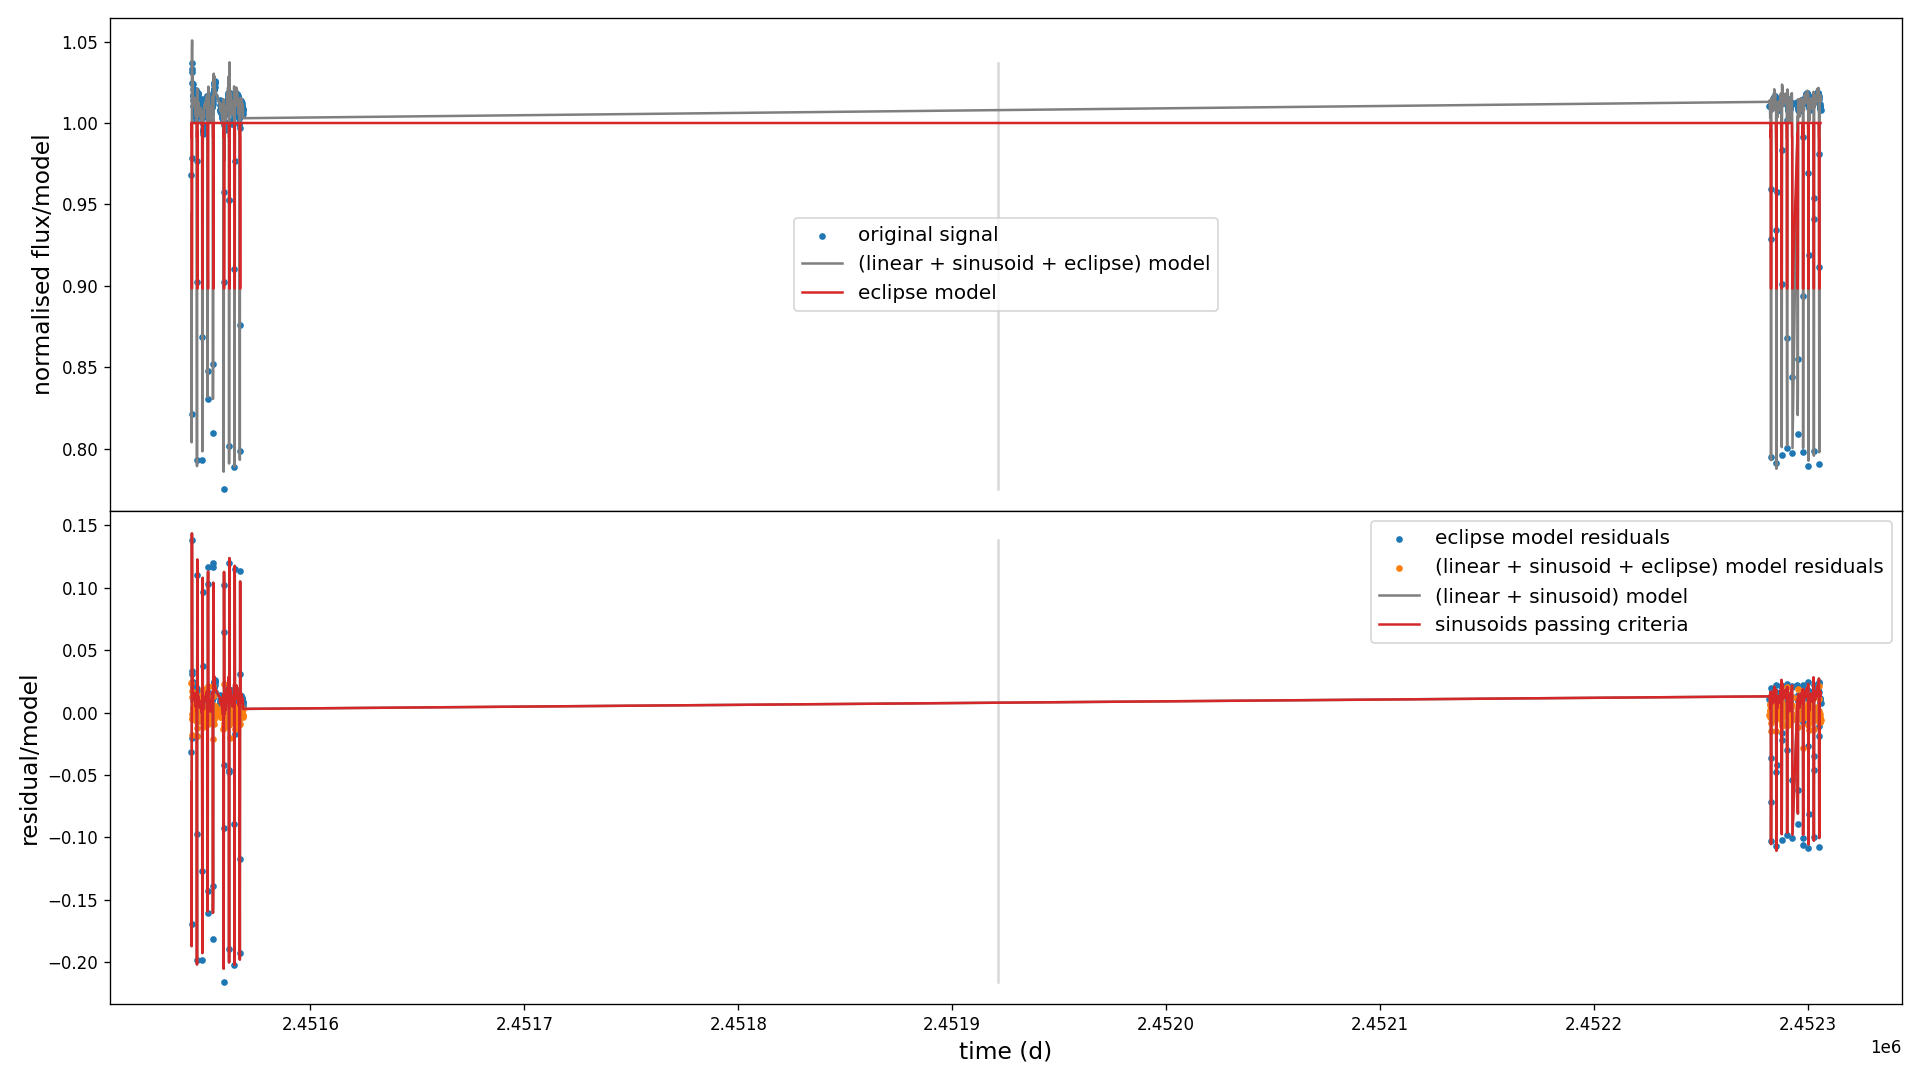 1.05
1.00
0.95
0.90
0.85
0.80
normalised flux/model
original signal
(linear + sinusoid + eclipse) model
eclipse model
0.15
0.10
0.05
0.00
−0.05
−0.10
−0.15
−0.20
residual/model
eclipse model residuals
(linear + sinusoid + eclipse) model residuals
(linear + sinusoid) model
sinusoids passing criteria
2.4516 2.4517 2.4518 2.4519 2.4520 2.4521 2.4522 2.4523
1e6
time (d)